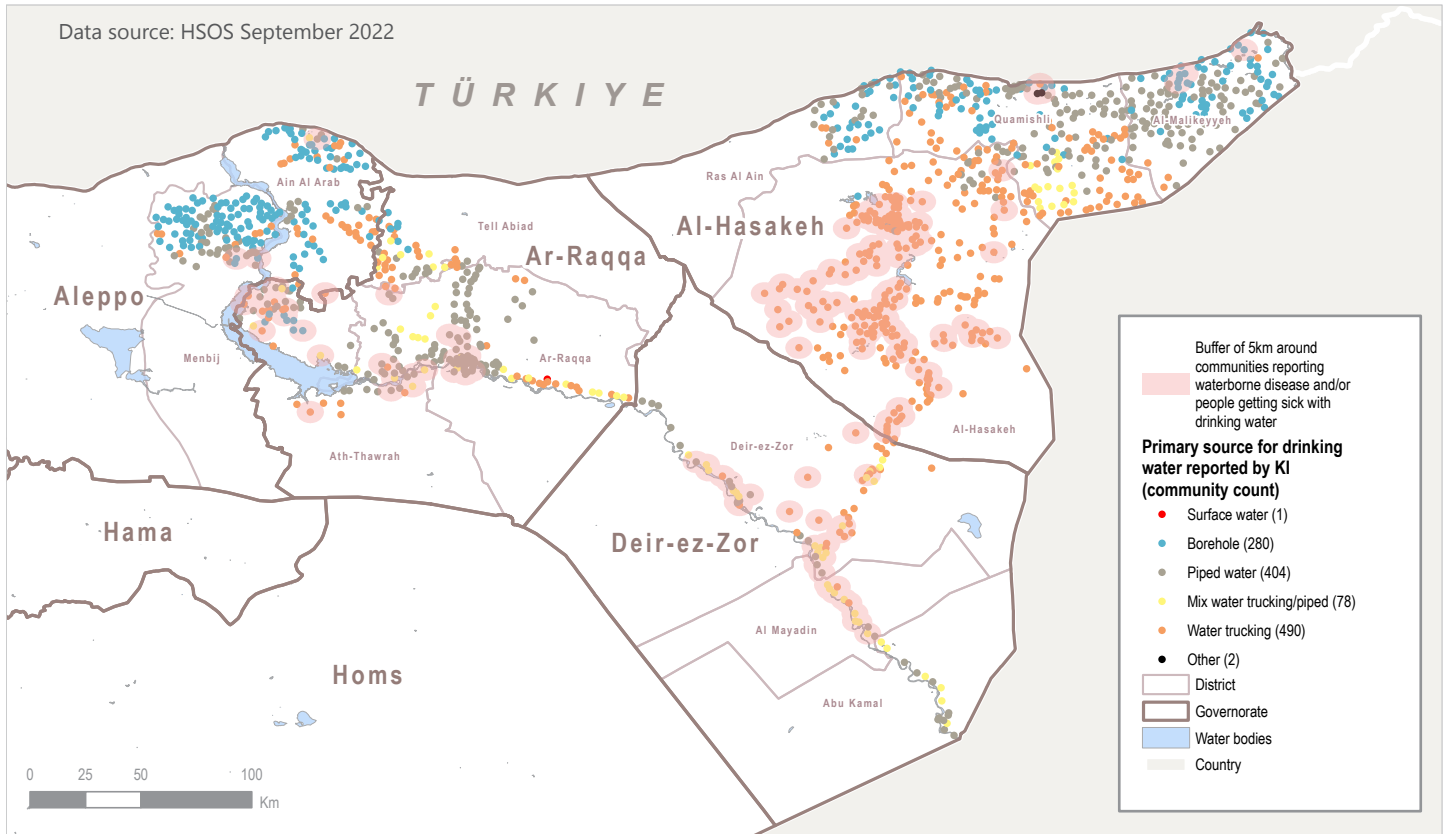 Data source: HSOS September 2022
TÜRKIYE
Quamishli
Al-Malikeyyeh
Ras Al Ain
Ain Al Arab
Tell Abiad
Al-Hasakeh
Ar-Raqqa
Aleppo
Menbij
Ar-Raqqa
Ath-Thawrah
Deir-ez-Zor
Al-Hasakeh
Hama
Deir-ez-Zor
Al Mayadin
Homs
Abu Kamal
Buffer of 5km around
communities reporting
waterborne disease and/or
people getting sick with
drinking water
Primary source for drinking
water reported by KI
(community count)
Surface water (1)
Borehole (280)
Piped water (404)
Mix water trucking/piped (78)
Water trucking (490)
Other (2)
District
Governorate
Water bodies
Country
0 25 50 100
Km